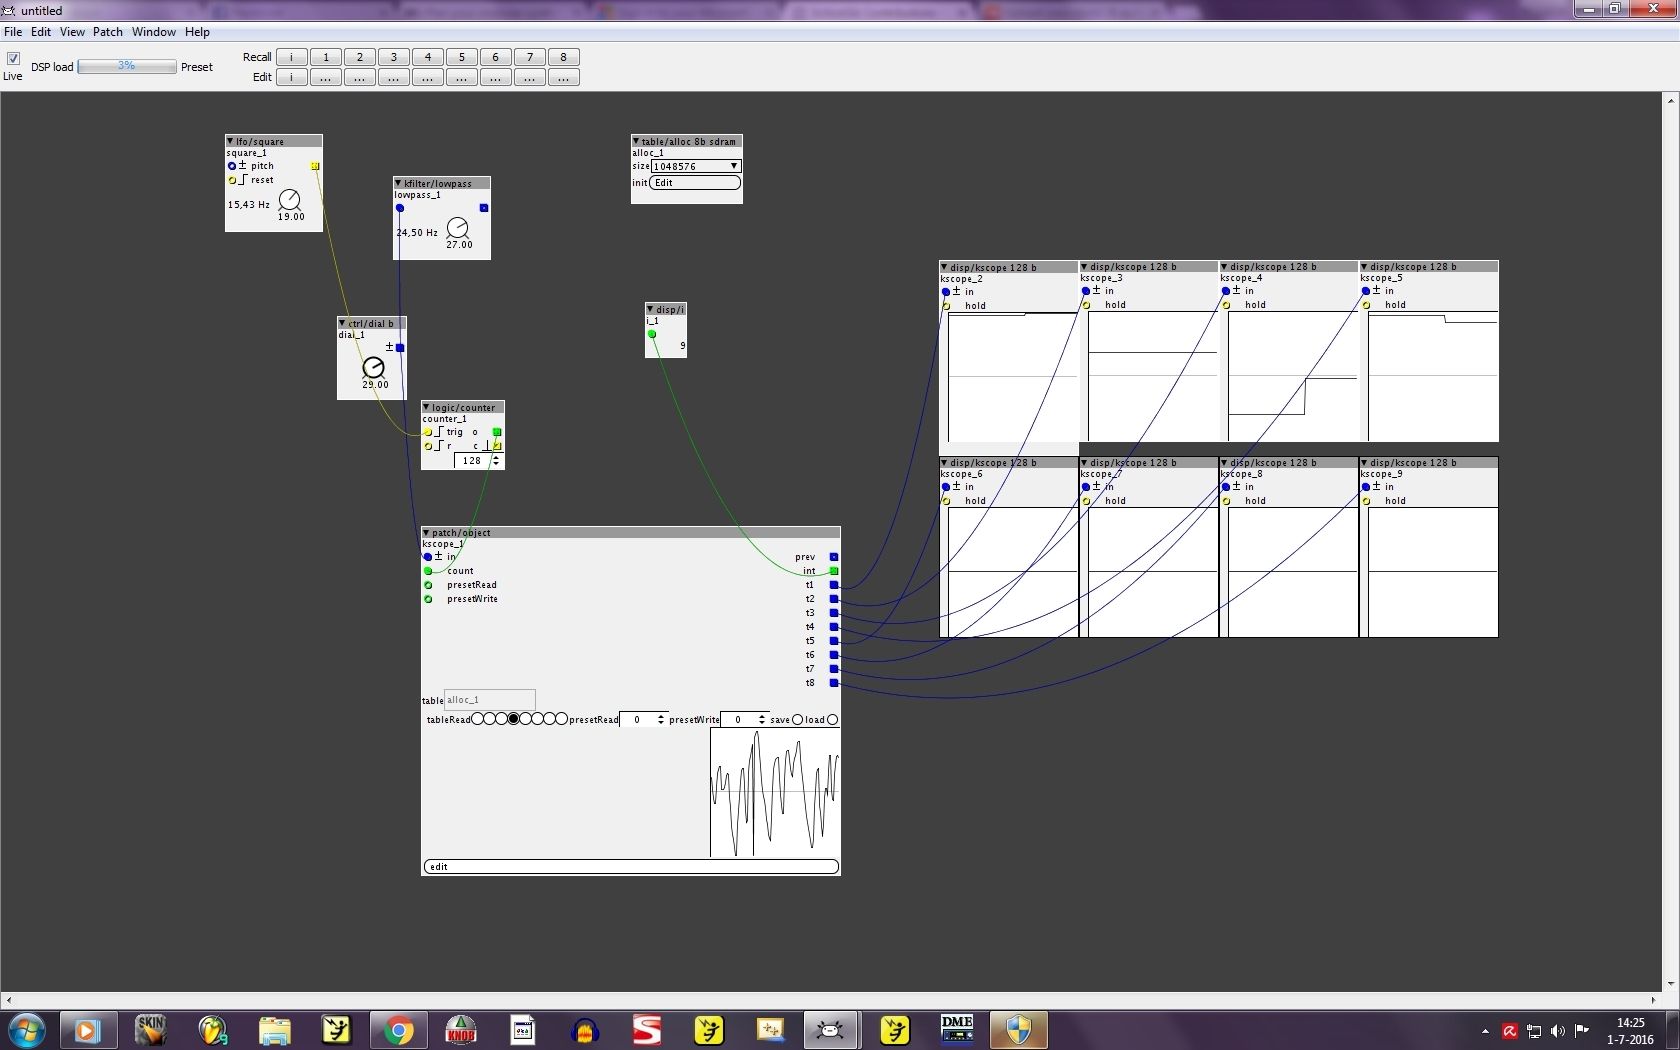 untitled
File Edit View Patch Window Help
Live
DSP load 3% Preset
Recall i 1 2 3 4 5 6 7 8
Edit i ... ... ... ... ... ... ... ...
lfo/square
square_1
± pitch
reset
15,43 Hz
19.00
kfilter/lowpass
lowpass_1
24,50 Hz
27.00
table/alloc 8b sdram
alloc_1
size 1048576
init Edit
ctrl/dial b
dial_1
±
29.00
disp/i
i_1
9
logic/counter
counter_1
trig o
r c
128
disp/kscope 128 b
kscope_2
± in
hold
disp/kscope 128 b
kscope_3
± in
hold
disp/kscope 128 b
kscope_4
± in
hold
disp/kscope 128 b
kscope_5
± in
hold
disp/kscope 128 b
kscope_6
± in
hold
disp/kscope 128 b
kscope_7
± in
hold
disp/kscope 128 b
kscope_8
± in
hold
disp/kscope 128 b
kscope_9
± in
hold
patch/object
kscope_1
± in prev
count int
presetRead t1
presetWrite t2
t3
t4
t5
t6
t7
t8
table alloc_1
tableRead presetRead 0 presetWrite 0 save load
edit
SKIN
KNOB
DME
14:25
1-7-2016